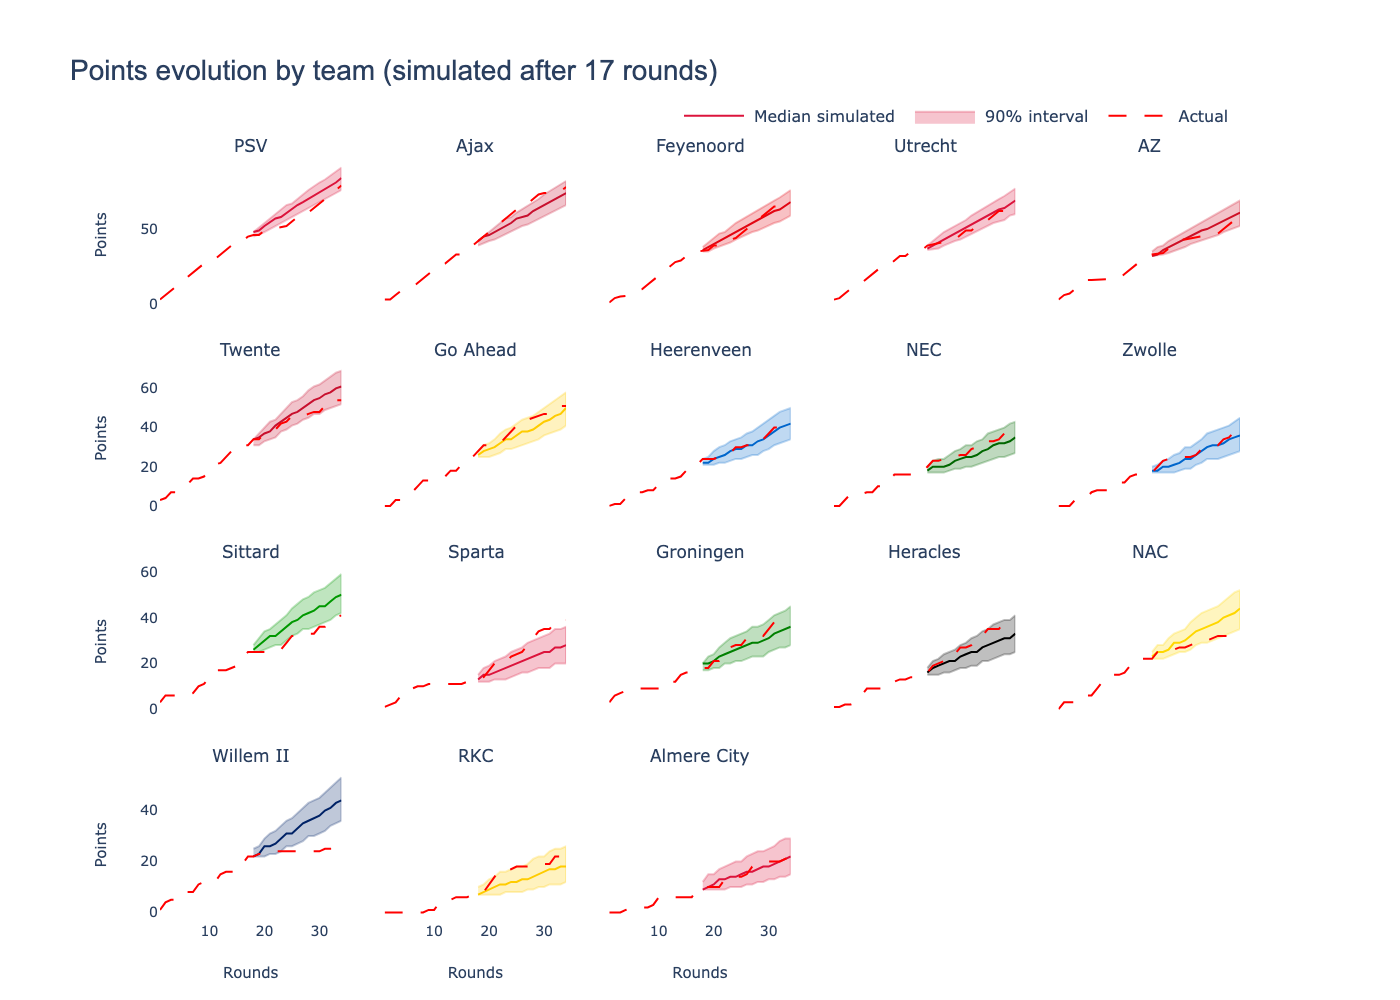 Points evolution by team (simulated after 17 rounds)
Median simulated 90% interval Actual
PSV Ajax Feyenoord Utrecht AZ
Points
50
0
Twente Go Ahead Heerenveen NEC Zwolle
Points
60
40
20
0
Sittard Sparta Groningen Heracles NAC
Points
60
40
20
0
Willem II RKC Almere City
Points
40
20
0
10 20 30 10 20 30 10 20 30
Rounds Rounds Rounds